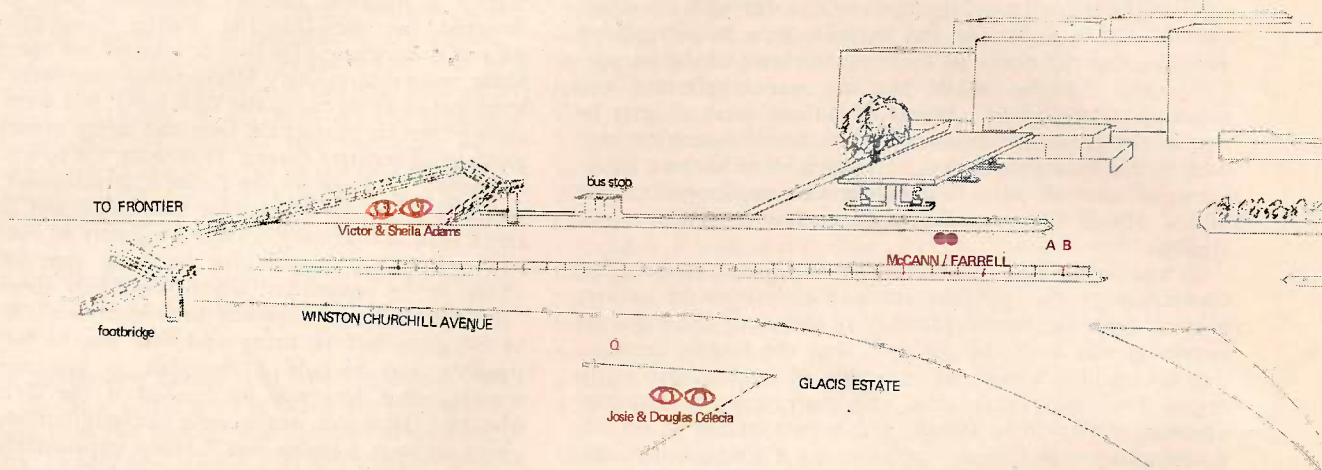 bus stop
TO FRONTIER
Victor & Sheila Adams
A B
McCANN / FARRELL
footbridge
WINSTON CHURCHILL AVENUE
Q
GLACIS ESTATE
Josie & Douglas Celecia